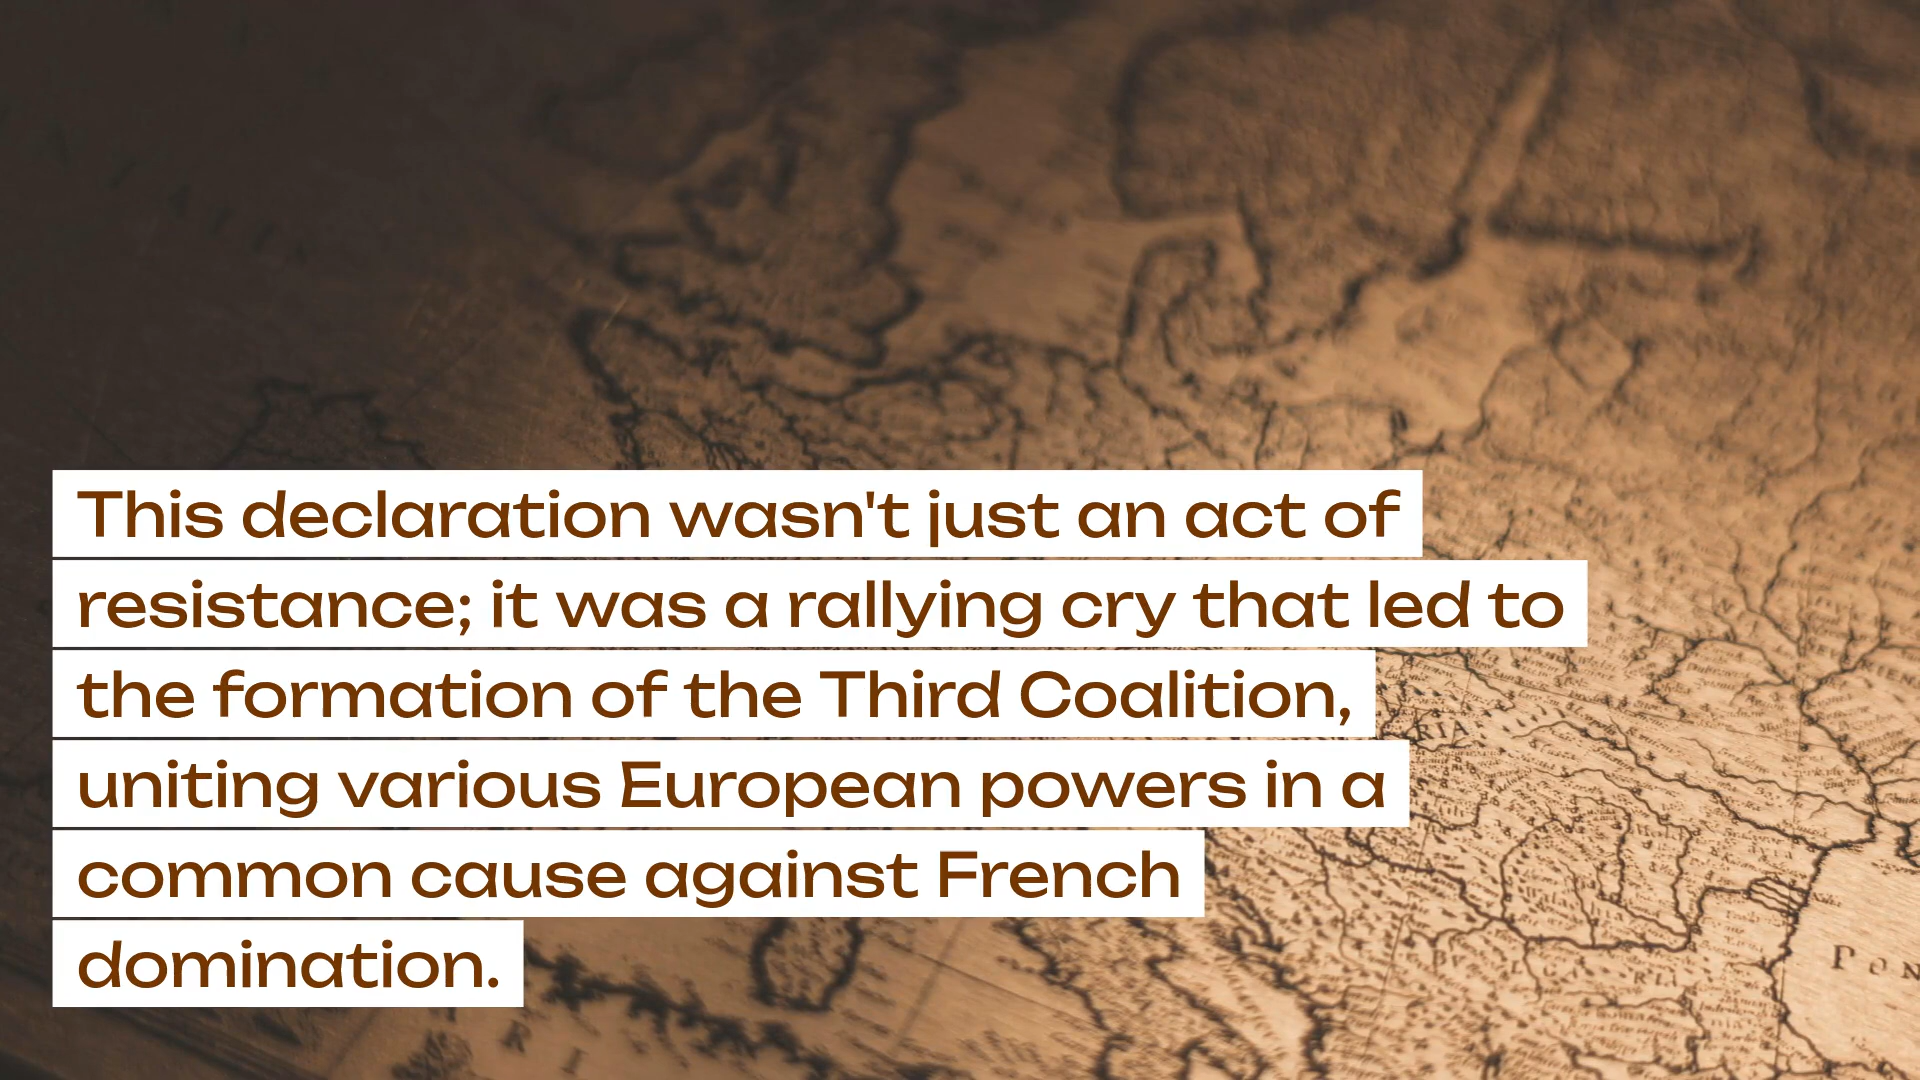 This declaration wasn't just an act of
resistance; it was a rallying cry that led to
the formation of the Third Coalition,
uniting various European powers in a
common cause against French
domination.